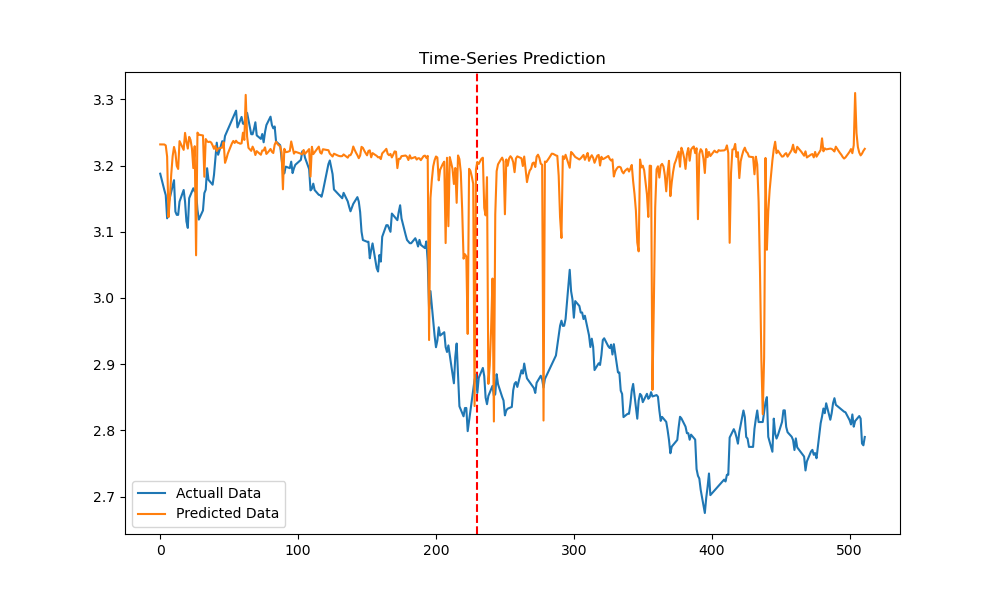 Time-Series Prediction
3.3
3.2
3.1
3.0
2.9
2.8
2.7
Actuall Data
Predicted Data
0 100 200 300 400 500